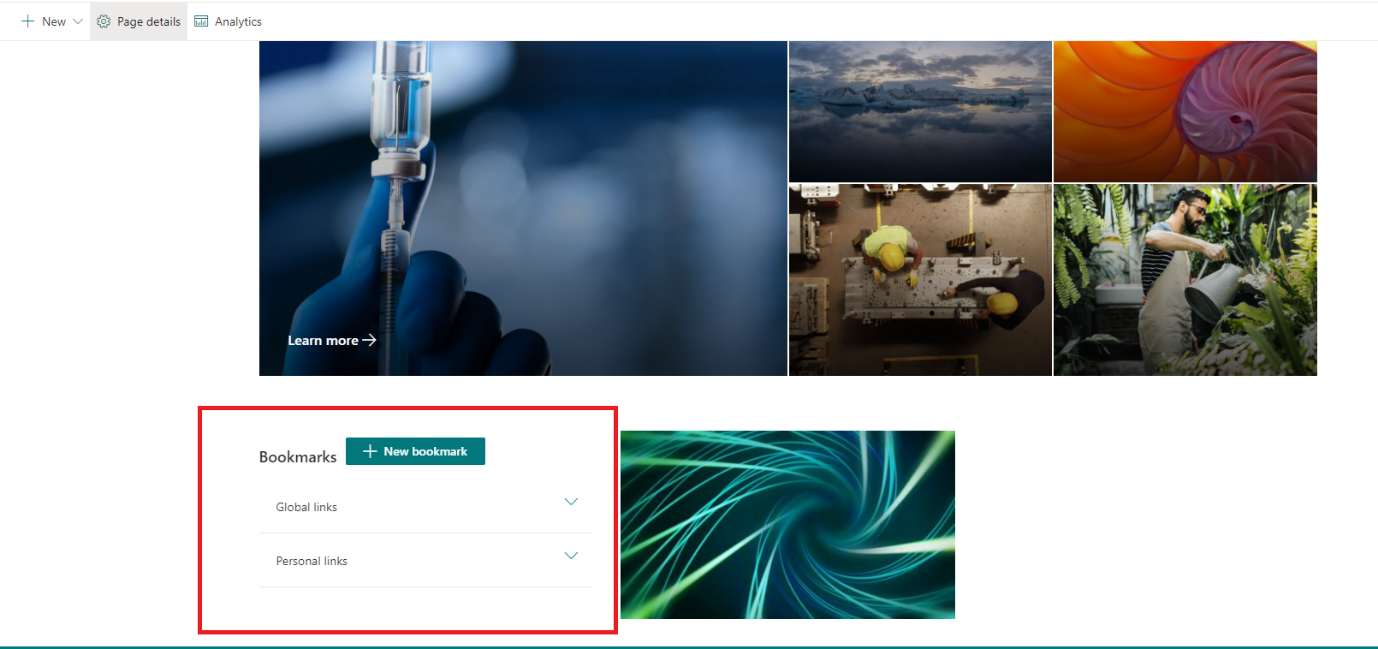 New Page details Analytics
Learn more
Bookmarks New bookmark
Global links
Personal links